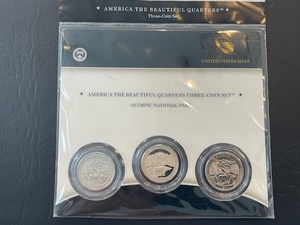 AMERICA THE BEAUTIFUL QUARTERS™
Three-Coin Set
UNITED STATES MINT
AMERICA THE BEAUTIFUL QUARTERS THREE-COIN SET™
OLYMPIC NATIONAL